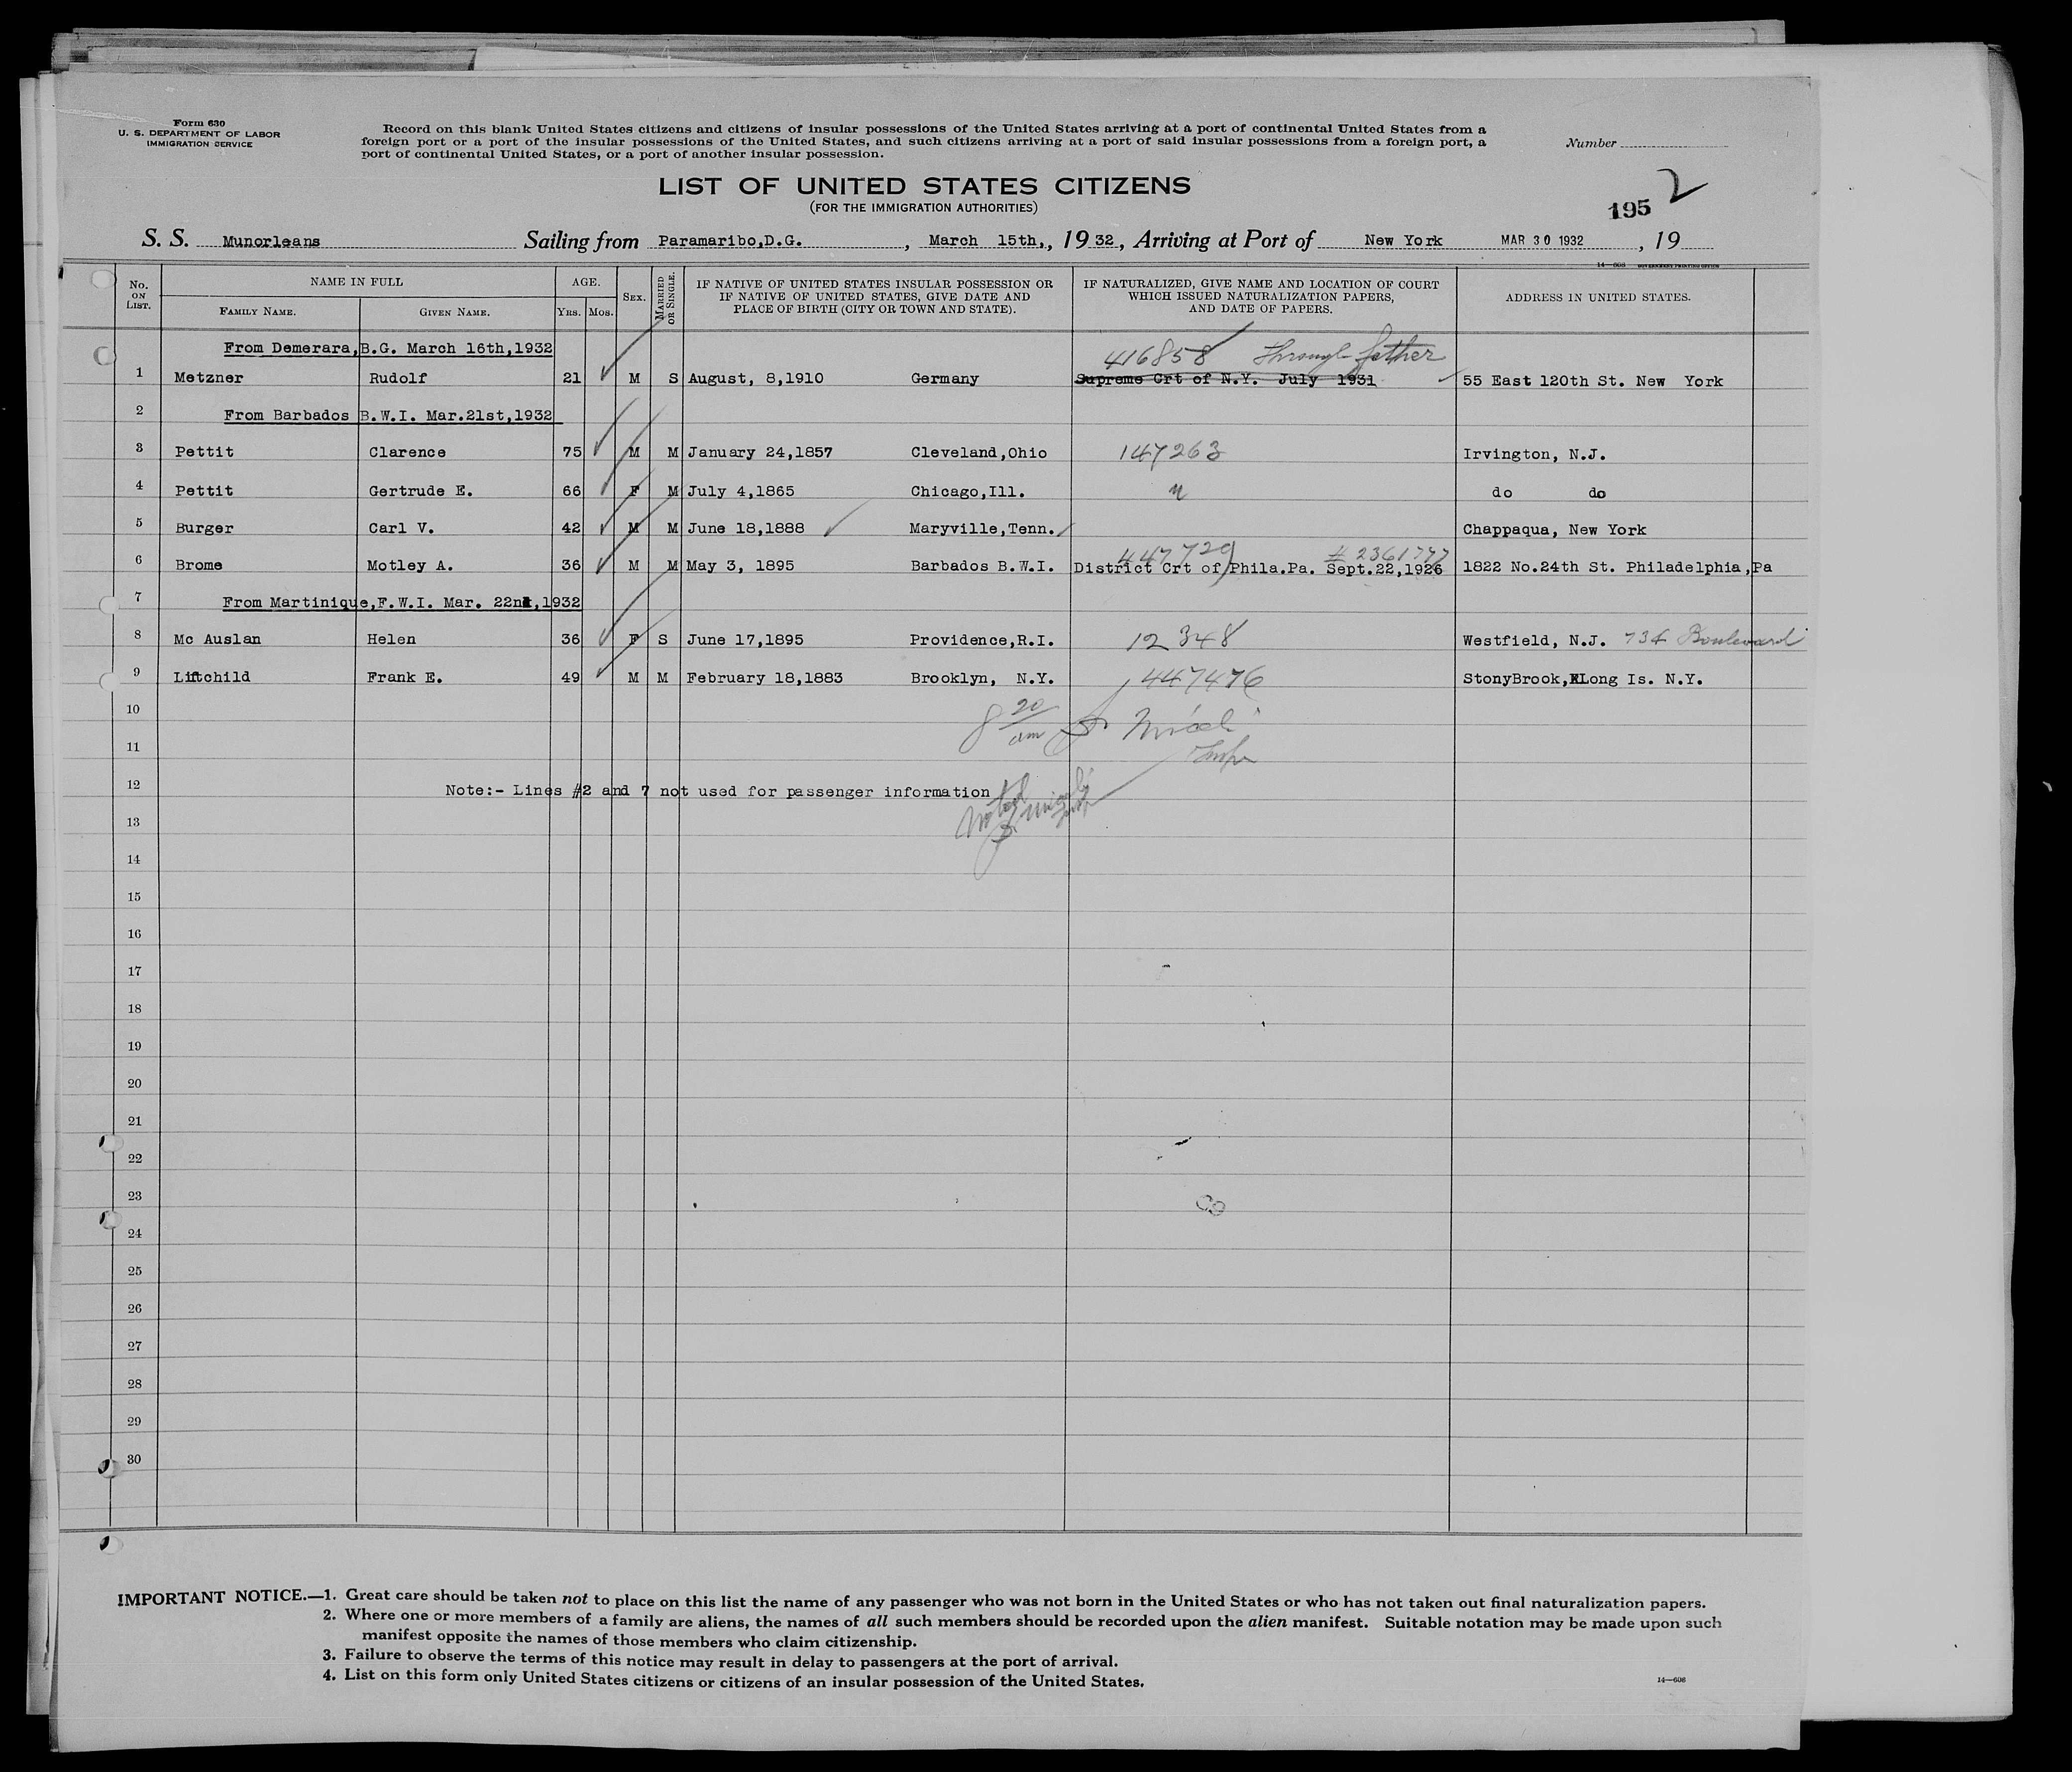 Form 630
U. S. DEPARTMENT OF LABOR
IMMIGRATION SERVICE
Record on this blank United States citizens and citizens of insular possessions of the United States arriving at a port of continental United States from a
foreign port or a port of the insular possessions of the United States, and such citizens arriving at a port of said insular possessions from a foreign port, a
port of continental United States, or a port of another insular possession.
Number
LIST OF UNITED STATES CITIZENS
(FOR THE IMMIGRATION AUTHORITIES)
195 2
S. S. Munorleans Sailing from Paramaribo,D.G. , March 15th,, 19 32, Arriving at Port of New York MAR 30 1932 , 19
14—608 GOVERNMENT PRINTING OFFICE
No. ON LIST. NAME IN FULL AGE. SEX. MARRIED OR SINGLE. IF NATIVE OF UNITED STATES INSULAR POSSESSION OR IF NATIVE OF UNITED STATES, GIVE DATE AND PLACE OF BIRTH (CITY OR TOWN AND STATE). IF NATURALIZED, GIVE NAME AND LOCATION OF COURT WHICH ISSUED NATURALIZATION PAPERS, AND DATE OF PAPERS. ADDRESS IN UNITED STATES.
FAMILY NAME. GIVEN NAME. YRS. MOS.
From Demerara,B.G. March 16th,1932 416858 Through father
1 Metzner Rudolf 21 M S August, 8,1910 Germany Supreme Crt of N.Y. July 1931 55 East 120th St. New York
2 From Barbados B.W.I. Mar.21st,1932
3 Pettit Clarence 75 M M January 24,1857 Cleveland,Ohio 147263 Irvington, N.J.
4 Pettit Gertrude E. 66 F M July 4,1865 Chicago,Ill. " do do
5 Burger Carl V. 42 M M June 18,1888 Maryville,Tenn. Chappaqua, New York
447729 # 2361777
6 Brome Motley A. 36 M M May 3, 1895 Barbados B.W.I. District Crt of Phila.Pa. Sept.22,1926 1822 No.24th St. Philadelphia,Pa
7 From Martinique,F.W.I. Mar. 22nd,1932
8 Mc Auslan Helen 36 F S June 17,1895 Providence,R.I. 12348 Westfield, N.J. 734 Boulevard
9 Litchild Frank E. 49 M M February 18,1883 Brooklyn, N.Y. 447476 StonyBrook, Long Is. N.Y.
10 8 20 am
11 Insp
12 Note:- Lines #2 and 7 not used for passenger information
Noted
13
14
15
16
17
18
19
20
21
22
23
24
25
26
27
28
29
30
IMPORTANT NOTICE.—1. Great care should be taken not to place on this list the name of any passenger who was not born in the United States or who has not taken out final naturalization papers.
2. Where one or more members of a family are aliens, the names of all such members should be recorded upon the alien manifest. Suitable notation may be made upon such
manifest opposite the names of those members who claim citizenship.
3. Failure to observe the terms of this notice may result in delay to passengers at the port of arrival.
4. List on this form only United States citizens or citizens of an insular possession of the United States.
14—608